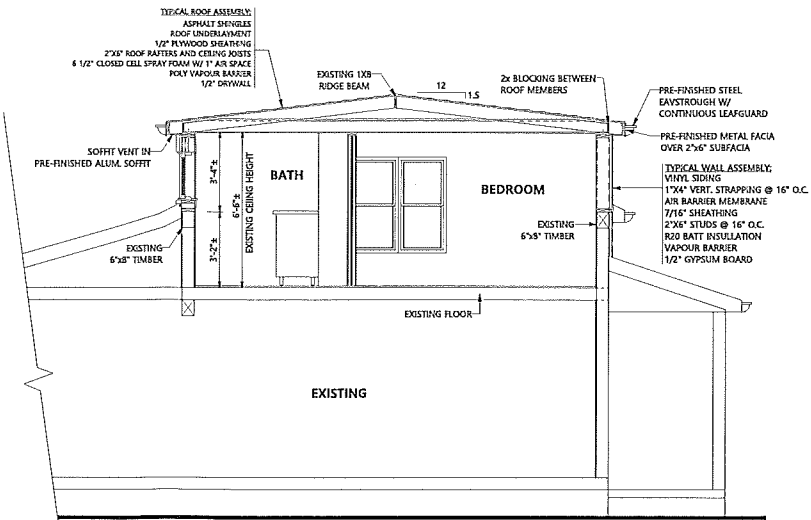 TYPICAL ROOF ASSEMBLY:
ASPHALT SHINGLES
ROOF UNDERLAYMENT
1/2" PLYWOOD SHEATHING
2"X6" ROOF RAFTERS AND CEILING JOISTS
6 1/2" CLOSED CELL SPRAY FOAM W/ 1" AIR SPACE
POLY VAPOUR BARRIER
1/2" DRYWALL
EXISTING 1X8
RIDGE BEAM
12
1.5
2x BLOCKING BETWEEN
ROOF MEMBERS
PRE-FINISHED STEEL
EAVSTROUGH W/
CONTINUOUS LEAFGUARD
PRE-FINISHED METAL FACIA
OVER 2"x6" SUBFACIA
SOFFIT VENT IN
PRE-FINISHED ALUM. SOFFIT
TYPICAL WALL ASSEMBLY:
VINYL SIDING
1"X4" VERT. STRAPPING @ 16" O.C.
AIR BARRIER MEMBRANE
7/16" SHEATHING
2"X6" STUDS @ 16" O.C.
R20 BATT INSULLATION
VAPOUR BARRIER
1/2" GYPSUM BOARD
3'-4"±
3'-2"±
6'-6"±
EXISTING CEIING HEIGHT
BATH
BEDROOM
EXISTING
6"x8" TIMBER
EXISTING
6"x8" TIMBER
EXISTING FLOOR
EXISTING